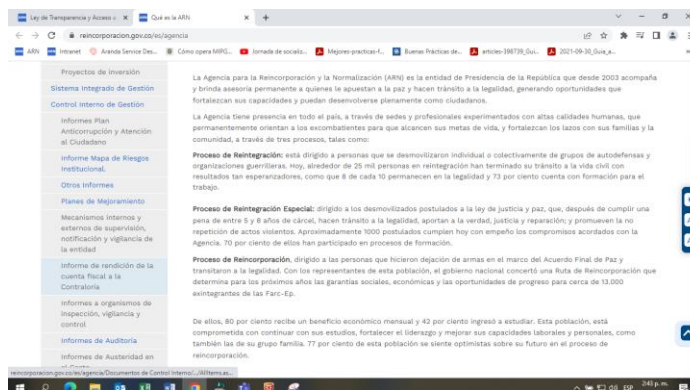 Ley de Transparencia y Acceso a
Qué es la ARN
reincorporacion.gov.co/es/agencia
ARN
Intranet
Aranda Service Des...
Cómo opera MIPG...
Jornada de socializ...
Mejores-practicas-f...
Buenas Prácticas de...
articles-398739_Gui...
2021-09-30_Guia_e...
Proyectos de inversión
Sistema Integrado de Gestión
Control Interno de Gestión
Informes Plan
Anticorrupción y Atención
al Ciudadano
Informe Mapa de Riesgos
Institucional.
Otros Informes
Planes de Mejoramiento
Mecanismos internos y
externos de supervisión,
notificación y vigilancia de
la entidad
Informe de rendición de la
cuenta fiscal a la
Contraloría
Informes a organismos de
inspección, vigilancia y
control
Informes de Auditoría
Informes de Austeridad en
el Gasto
La Agencia para la Reincorporación y la Normalización (ARN) es la entidad de Presidencia de la República que desde 2003 acompaña
y brinda asesoría permanente a quienes le apuestan a la paz y hacen tránsito a la legalidad, generando oportunidades que
fortalezcan sus capacidades y puedan desenvolverse plenamente como ciudadanos.
La Agencia tiene presencia en todo el país, a través de sedes y profesionales experimentados con altas calidades humanas, que
permanentemente orientan a los excombatientes para que alcancen sus metas de vida, y fortalezcan los lazos con sus familias y la
comunidad, a través de tres procesos, tales como:
Proceso de Reintegración: está dirigido a personas que se desmovilizaron individual o colectivamente de grupos de autodefensas y
organizaciones guerrilleras. Hoy, alrededor de 25 mil personas en reintegración han terminado su tránsito a la vida civil con
resultados tan esperanzadores, como que 8 de cada 10 permanecen en la legalidad y 73 por ciento cuenta con formación para el
trabajo.
Proceso de Reintegración Especial: dirigido a los desmovilizados postulados a la ley de justicia y paz, que, después de cumplir una
pena de entre 5 y 8 años de cárcel, hacen tránsito a la legalidad, aportan a la verdad, justicia y reparación; y promueven la no
repetición de actos violentos. Aproximadamente 1000 postulados cumplen hoy con empeño los compromisos acordados con la
Agencia. 70 por ciento de ellos han participado en procesos de formación.
Proceso de Reincorporación, dirigido a las personas que hicieron dejación de armas en el marco del Acuerdo Final de Paz y
transitaron a la legalidad. Con los representantes de esta población, el gobierno nacional concertó una Ruta de Reincorporación que
determina para los próximos años las garantías sociales, económicas y las oportunidades de progreso para cerca de 13.000
exintegrantes de las Farc-Ep.
De ellos, 80 por ciento recibe un beneficio económico mensual y 42 por ciento ingresó a estudiar. Esta población, está
comprometida con continuar con sus estudios, fortalecer el liderazgo y mejorar sus capacidades laborales y personales, como
también las de su grupo familia. 77 por ciento de esta población se siente optimistas sobre su futuro en el proceso de
reincorporación.
reincorporacion.gov.co/es/agencia/Documentos de Control Interno/.../AllItems.as...
ESP
2:43 p. m.